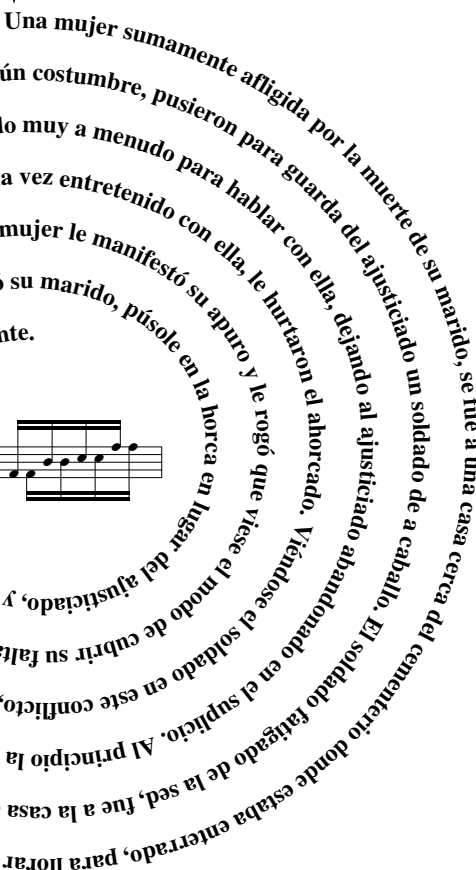 Una mujer sumamente afligida por la muerte de su marido, se fue a una casa cerca del cementerio donde estaba enterrado, para llorar
ún costumbre, pusieron para guarda del ajusticiado un soldado de a caballo. El soldado fatigado de la sed, fue a la casa
lo muy a menudo para hablar con ella, dejando al ajusticiado abandonado en el suplicio. Al principio la
a vez entretenido con ella, le hurtaron el ahorcado. Viéndose el soldado en este conflicto,
mujer le manifestó su apuro y le rogó que viese el modo de cubrir su falta
ó su marido, púsole en la horca en lugar del ajusticiado, y
nte.